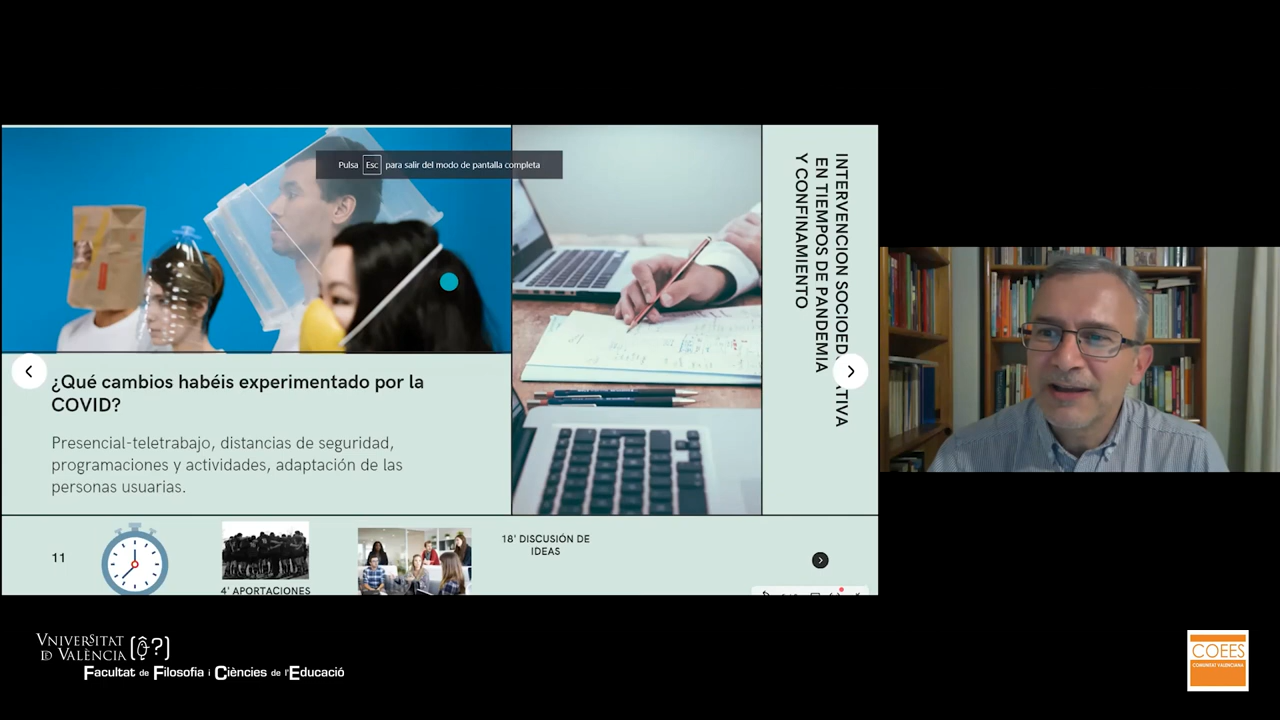 Pulsa Esc para salir del modo de pantalla completa
INTERVENCION SOCIOED
TIVA
EN TIEMPOS DE PANDEMIA
Y CONFINAMIENTO
¿Qué cambios habéis experimentado por la
COVID?
Presencial-teletrabajo, distancias de seguridad,
programaciones y actividades, adaptación de las
personas usuarias.
11
4' APORTACIONES
18' DISCUSIÓN DE
IDEAS
VNIVERSITAT
ID VALÈNCIA
Facultat de Filosofia i Ciències de l'Educació
COEES
COMUNITAT VALENCIANA